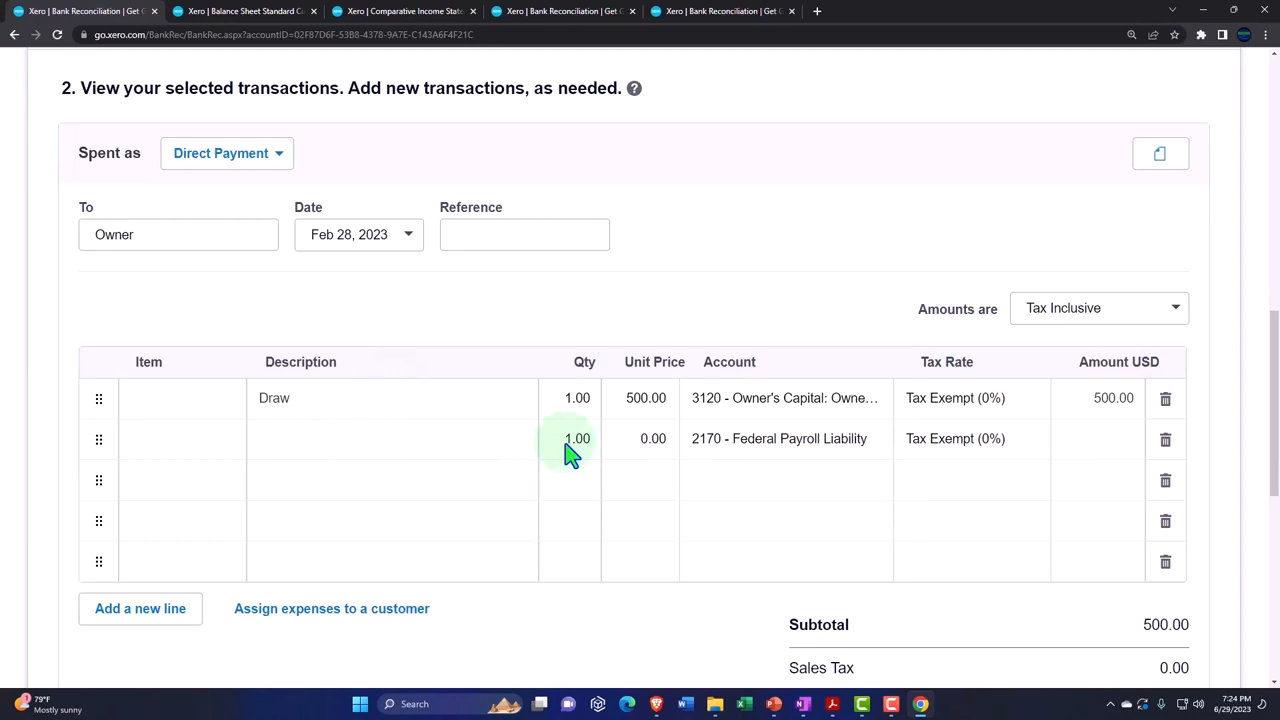 Xero | Bank Reconciliation | Get C
Xero | Balance Sheet Standard C
Xero | Comparative Income State
Xero | Bank Reconciliation | Get C
Xero | Bank Reconciliation | Get C
go.xero.com/BankRec/BankRec.aspx?accountID=02F87D6F-53B8-4378-9A7E-C143A6F4F21C
2. View your selected transactions. Add new transactions, as needed. ?
Spent as Direct Payment
To Date Reference
Owner Feb 28, 2023
Amounts are Tax Inclusive
Item Description Qty Unit Price Account Tax Rate Amount USD
Draw 1.00 500.00 3120 - Owner's Capital: Owne... Tax Exempt (0%) 500.00
1.00 0.00 2170 - Federal Payroll Liability Tax Exempt (0%)
Add a new line Assign expenses to a customer
Subtotal 500.00
Sales Tax 0.00
79°F
Mostly sunny
Search
7:24 PM
6/29/2023